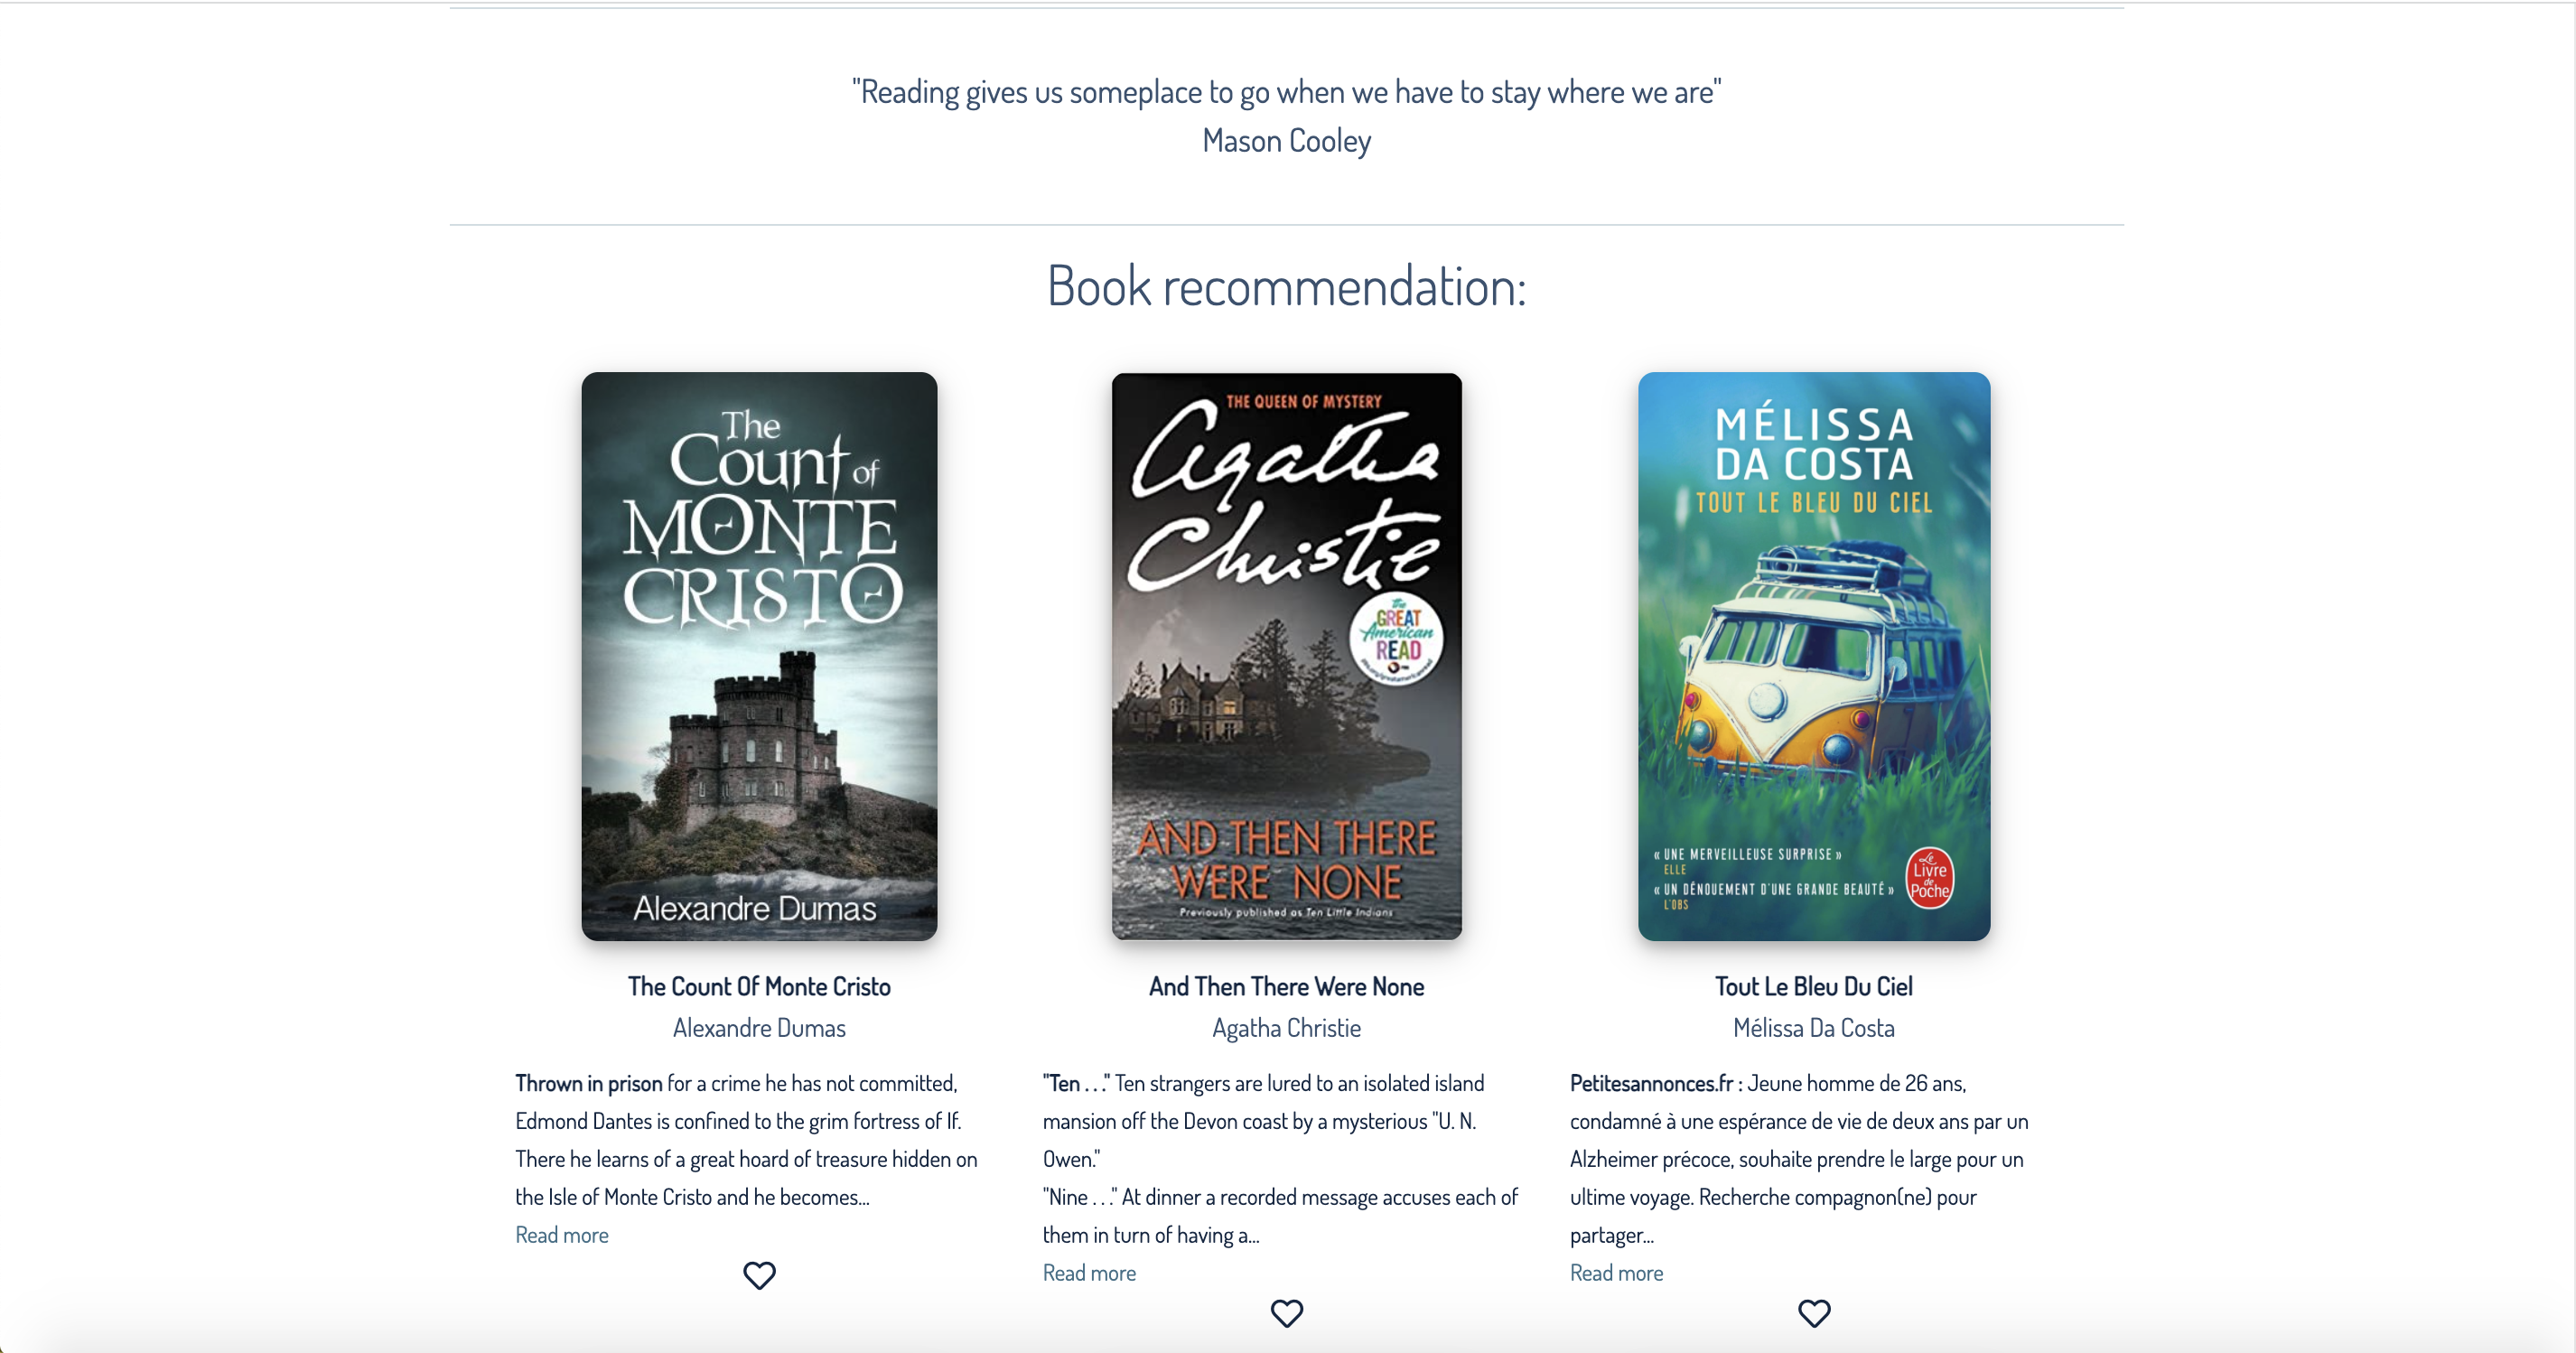 "Reading gives us someplace to go when we have to stay where we are"
Mason Cooley
Book recommendation:
The
Count of
MONTE
CRISTO
Alexandre Dumas
THE QUEEN OF MYSTERY
Agatha
Christie
the
GREAT
American
READ
AND THEN THERE
WERE NONE
Previously published as Ten Little Indians
MÉLISSA
DA COSTA
TOUT LE BLEU DU CIEL
« UNE MERVEILLEUSE SURPRISE »
ELLE
« UN DÉNOUEMENT D'UNE GRANDE BEAUTÉ »
L'OBS
Le
Livre
de
Poche
The Count Of Monte Cristo
Alexandre Dumas
Thrown in prison for a crime he has not committed,
Edmond Dantes is confined to the grim fortress of If.
There he learns of a great hoard of treasure hidden on
the Isle of Monte Cristo and he becomes...
Read more
And Then There Were None
Agatha Christie
"Ten . . ." Ten strangers are lured to an isolated island
mansion off the Devon coast by a mysterious "U. N.
Owen."
"Nine . . ." At dinner a recorded message accuses each of
them in turn of having a...
Read more
Tout Le Bleu Du Ciel
Mélissa Da Costa
Petitesannonces.fr : Jeune homme de 26 ans,
condamné à une espérance de vie de deux ans par un
Alzheimer précoce, souhaite prendre le large pour un
ultime voyage. Recherche compagnon(ne) pour
partager...
Read more